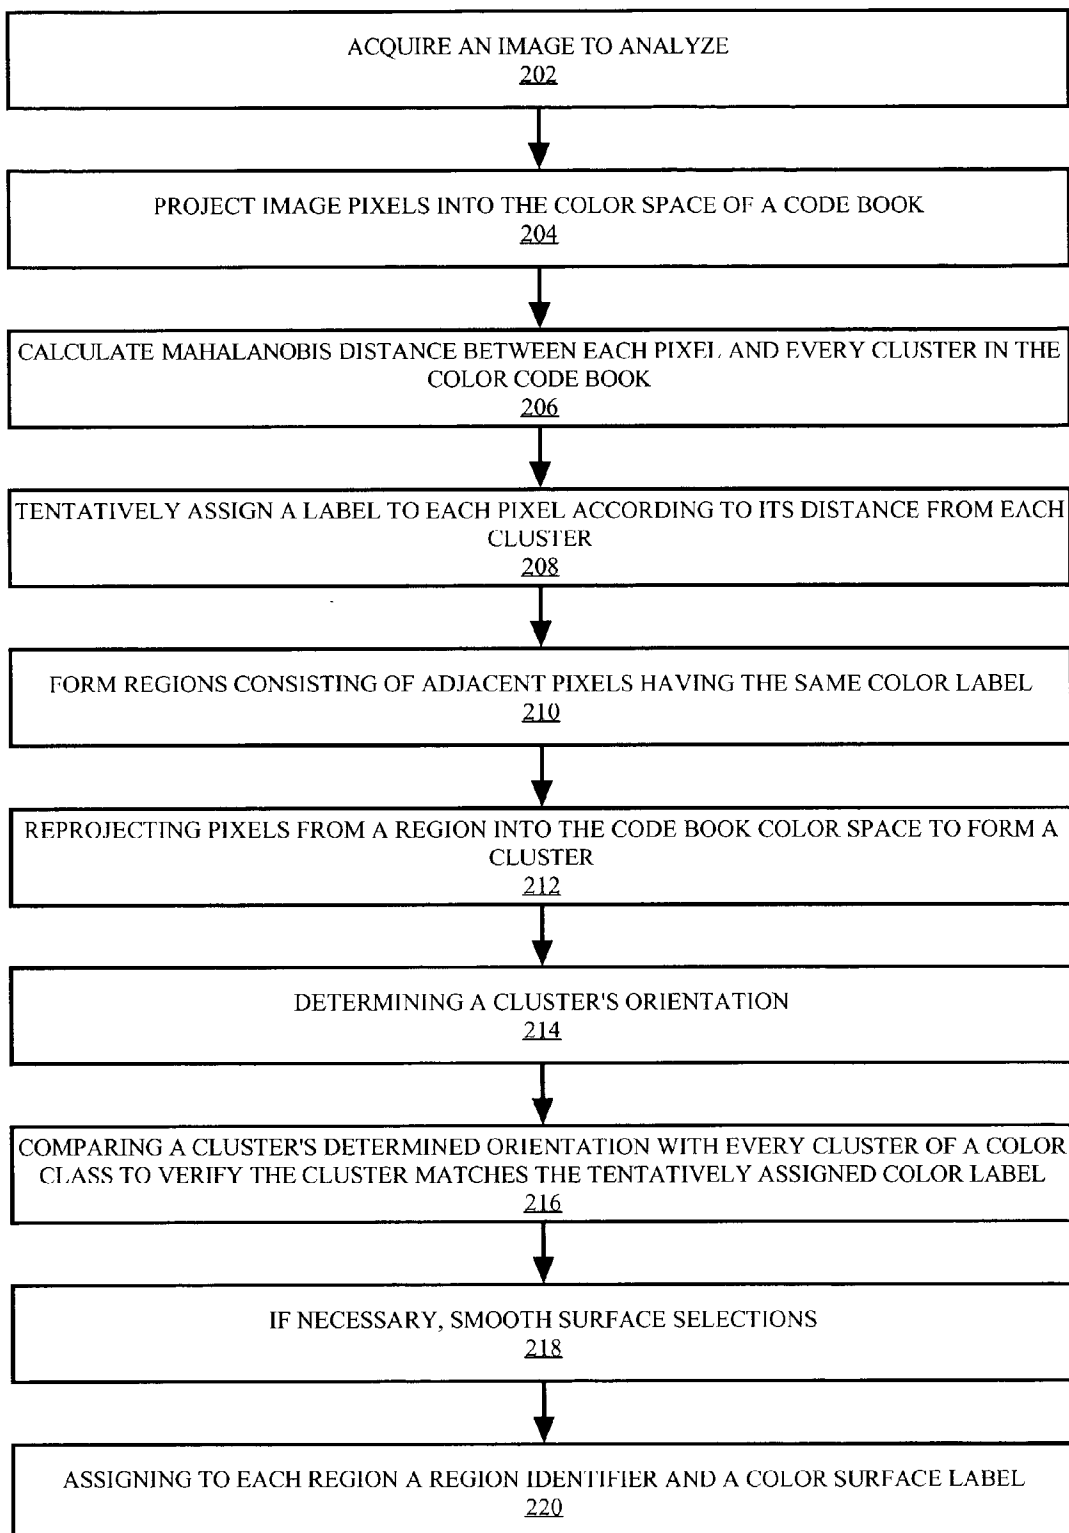 ACQUIRE AN IMAGE TO ANALYZE
202
PROJECT IMAGE PIXELS INTO THE COLOR SPACE OF A CODE BOOK
204
CALCULATE MAHALANOBIS DISTANCE BETWEEN EACH PIXEL AND EVERY CLUSTER IN THE
COLOR CODE BOOK
206
TENTATIVELY ASSIGN A LABEL TO EACH PIXEL ACCORDING TO ITS DISTANCE FROM EACH
CLUSTER
208
FORM REGIONS CONSISTING OF ADJACENT PIXELS HAVING THE SAME COLOR LABEL
210
REPROJECTING PIXELS FROM A REGION INTO THE CODE BOOK COLOR SPACE TO FORM A
CLUSTER
212
DETERMINING A CLUSTER'S ORIENTATION
214
COMPARING A CLUSTER'S DETERMINED ORIENTATION WITH EVERY CLUSTER OF A COLOR
CLASS TO VERIFY THE CLUSTER MATCHES THE TENTATIVELY ASSIGNED COLOR LABEL
216
IF NECESSARY, SMOOTH SURFACE SELECTIONS
218
ASSIGNING TO EACH REGION A REGION IDENTIFIER AND A COLOR SURFACE LABEL
220